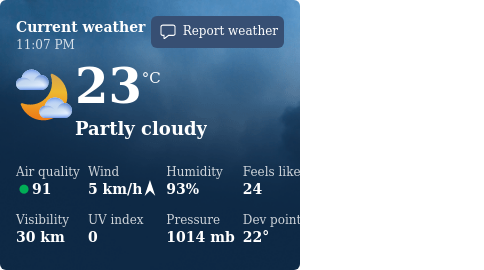 Current weather
Report weather
11:07 PM
23 °C
Partly cloudy
Air quality Wind Humidity Feels like
91 5 km/h 93% 24
Visibility UV index Pressure Dev point
30 km 0 1014 mb 22°